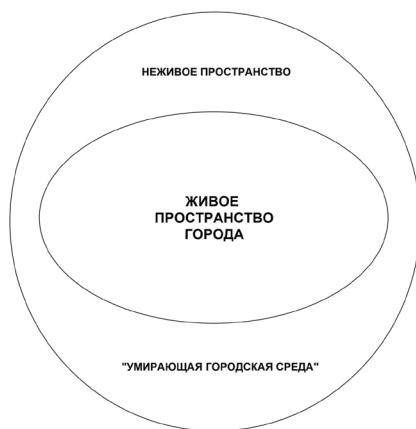 НЕЖИВОЕ ПРОСТРАНСТВО
ЖИВОЕ
ПРОСТРАНСТВО
ГОРОДА
"УМИРАЮЩАЯ ГОРОДСКАЯ СРЕДА"